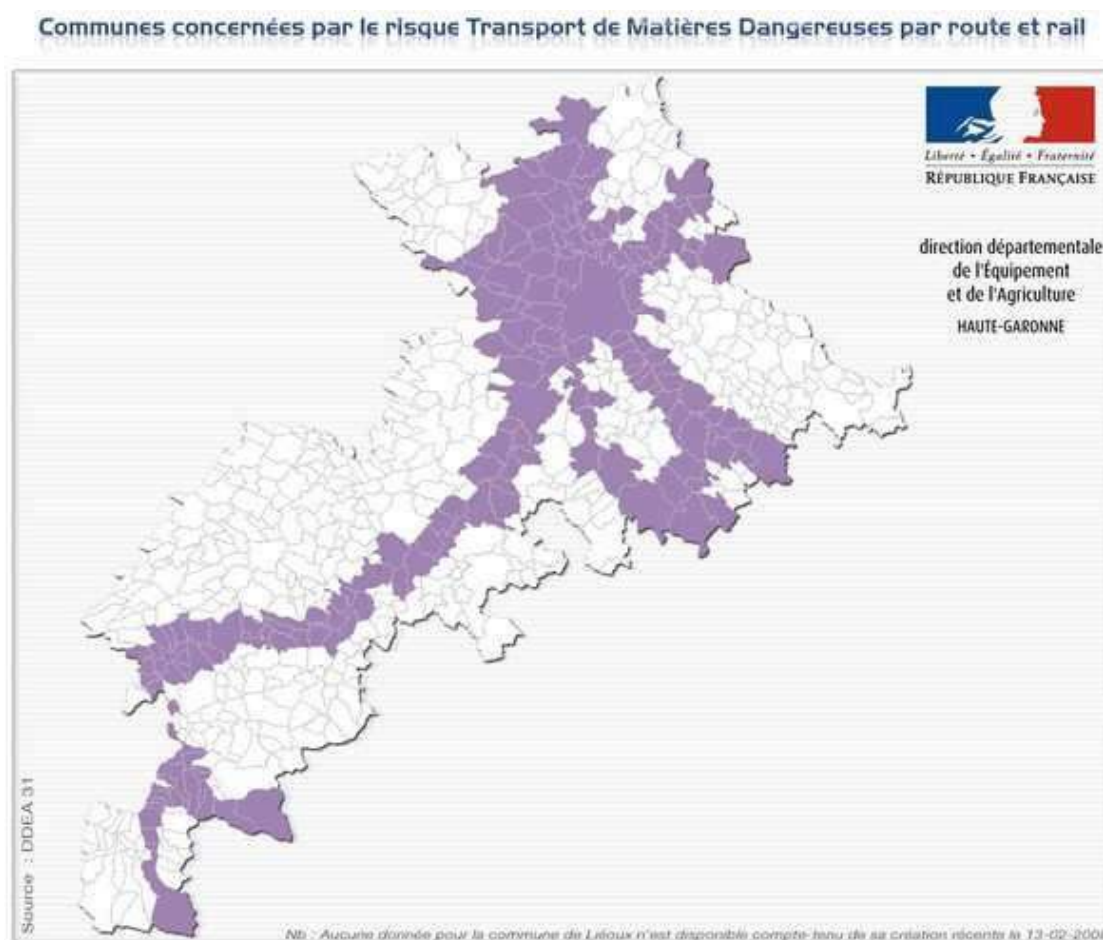 Communes concernées par le risque Transport de Matières Dangereuses par route et rail
Liberté • Égalité • Fraternité
RÉPUBLIQUE FRANÇAISE
direction départementale
de l'Équipement
et de l'Agriculture
HAUTE-GARONNE
Source : DDEA 31
Nb : Aucune donnée pour la commune de Liéoux n'est disponible compte tenu de sa création récente le 13-02-2008